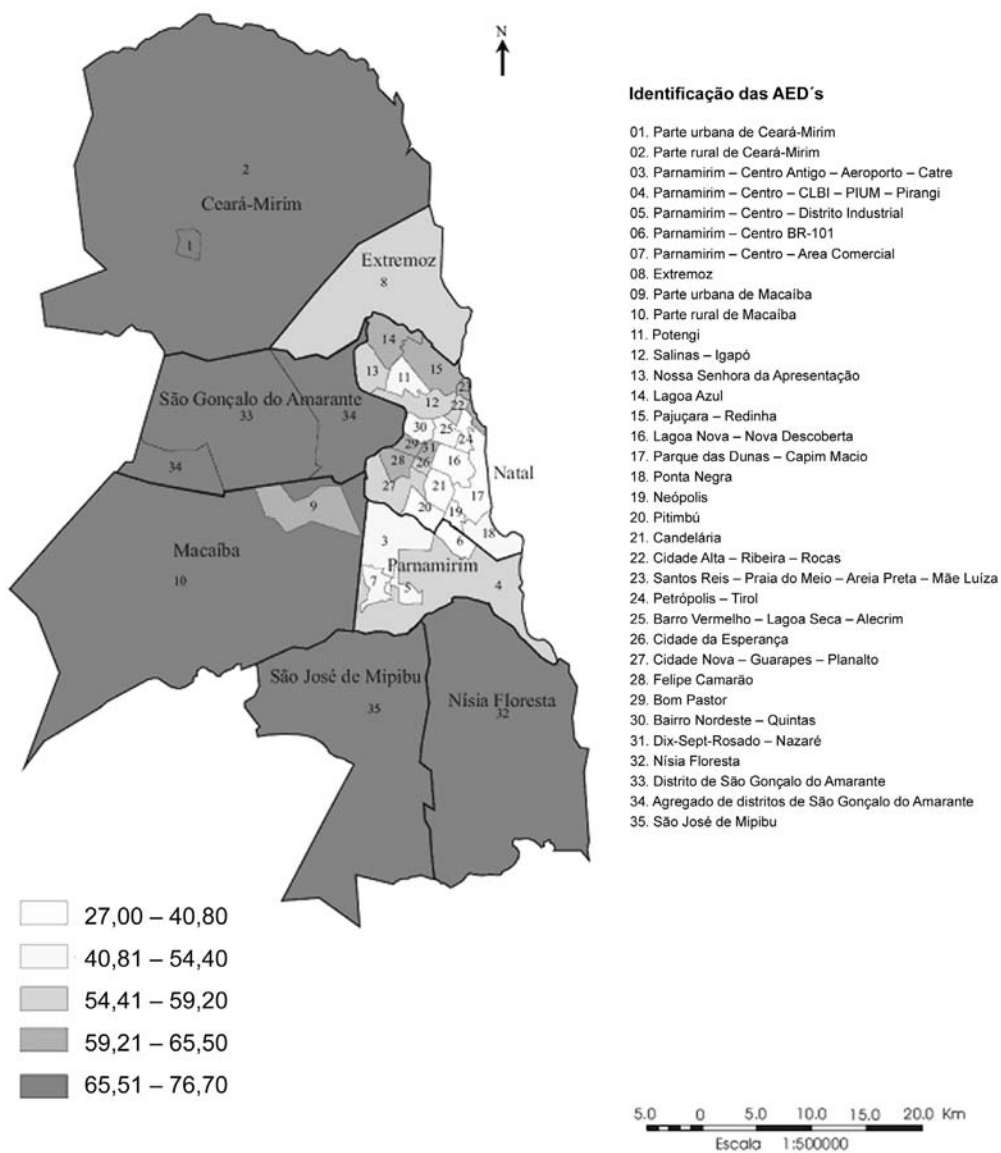 N
2
Ceará-Mirim
1
Extremoz
8
14
13
15
11
23
São Gonçalo do Amarante
12
22
33
34
30
25
24
29
31
34
28
26
16
Natal
27
21
9
17
20
19
18
Macaíba
3
6
10
Parnamirim
7
5
4
São José de Mipibu
Nísia Floresta
35
32
Identificação das AED´s
01. Parte urbana de Ceará-Mirim
02. Parte rural de Ceará-Mirim
03. Parnamirim – Centro Antigo – Aeroporto – Catre
04. Parnamirim – Centro – CLBI – PIUM – Pirangi
05. Parnamirim – Centro – Distrito Industrial
06. Parnamirim – Centro BR-101
07. Parnamirim – Centro – Area Comercial
08. Extremoz
09. Parte urbana de Macaíba
10. Parte rural de Macaíba
11. Potengi
12. Salinas – Igapó
13. Nossa Senhora da Apresentação
14. Lagoa Azul
15. Pajuçara – Redinha
16. Lagoa Nova – Nova Descoberta
17. Parque das Dunas – Capim Macio
18. Ponta Negra
19. Neópolis
20. Pitimbú
21. Candelária
22. Cidade Alta – Ribeira – Rocas
23. Santos Reis – Praia do Meio – Areia Preta – Mãe Luíza
24. Petrópolis – Tirol
25. Barro Vermelho – Lagoa Seca – Alecrim
26. Cidade da Esperança
27. Cidade Nova – Guarapes – Planalto
28. Felipe Camarão
29. Bom Pastor
30. Bairro Nordeste – Quintas
31. Dix-Sept-Rosado – Nazaré
32. Nísia Floresta
33. Distrito de São Gonçalo do Amarante
34. Agregado de distritos de São Gonçalo do Amarante
35. São José de Mipibu
27,00 – 40,80
40,81 – 54,40
54,41 – 59,20
59,21 – 65,50
65,51 – 76,70
5.0 0 5.0 10.0 15.0 20.0 Km
Escala 1:500000